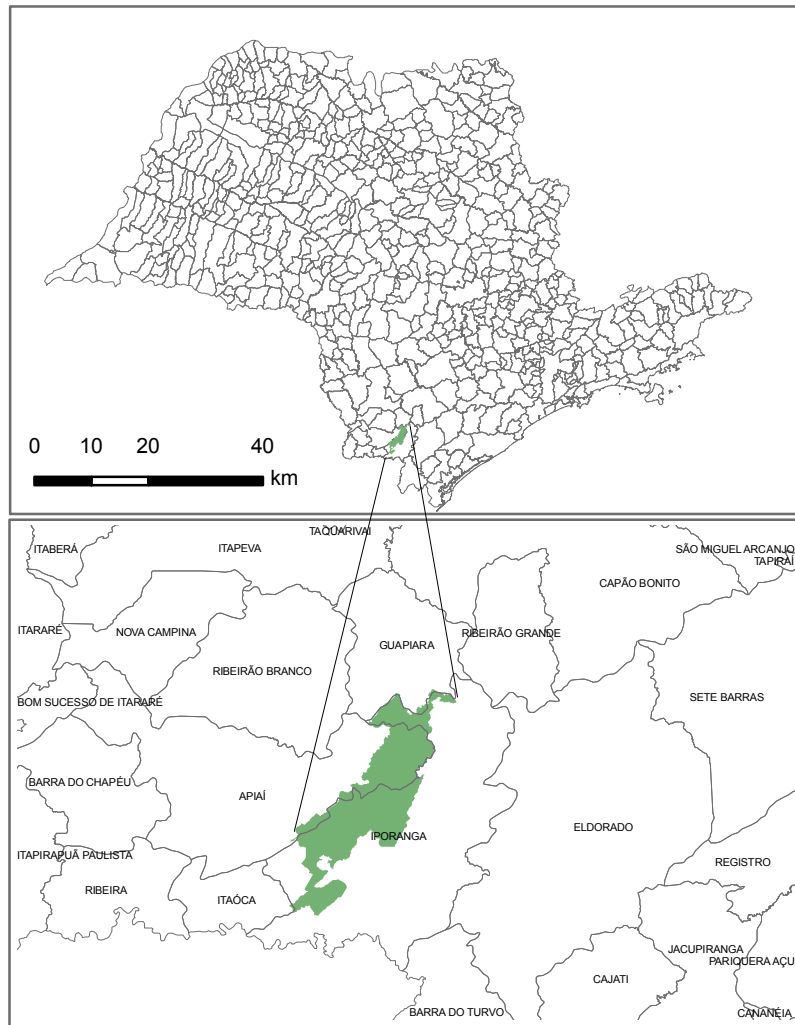 0 10 20 40
km
TAQUARIVAI
ITABERÁ
ITAPEVA
SÃO MIGUEL ARCANJO
TAPIRAÍ
CAPÃO BONITO
ITARARÉ
NOVA CAMPINA
GUAPIARA
RIBEIRÃO GRANDE
RIBEIRÃO BRANCO
BOM SUCESSO DE ITARARÉ
SETE BARRAS
BARRA DO CHAPÉU
APIAÍ
IPORANGA
ELDORADO
ITAPIRAPUÃ PAULISTA
REGISTRO
RIBEIRA
ITAÓCA
JACUPIRANGA
PARIQUERA AÇU
CAJATI
BARRA DO TURVO
CANANÉIA